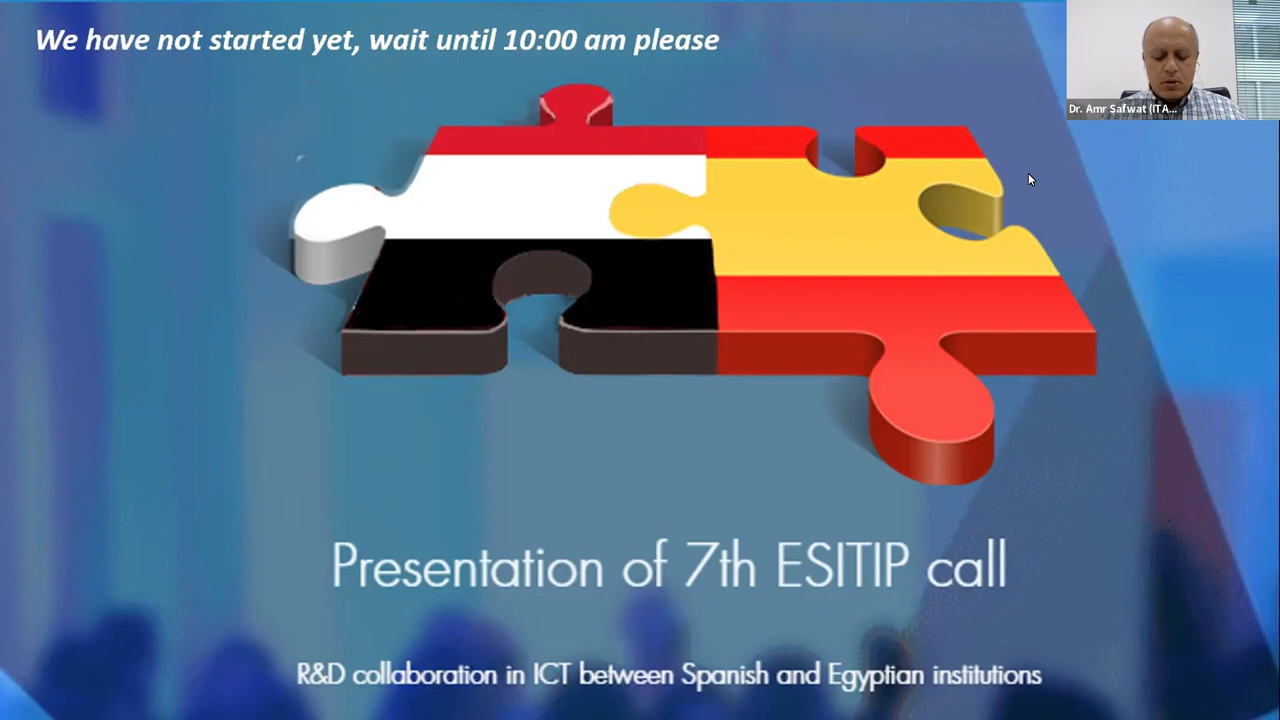 We have not started yet, wait until 10:00 am please
Dr. Amr Safwat (ITA...
Presentation of 7th ESITIP call
R&D collaboration in ICT between Spanish and Egyptian institutions